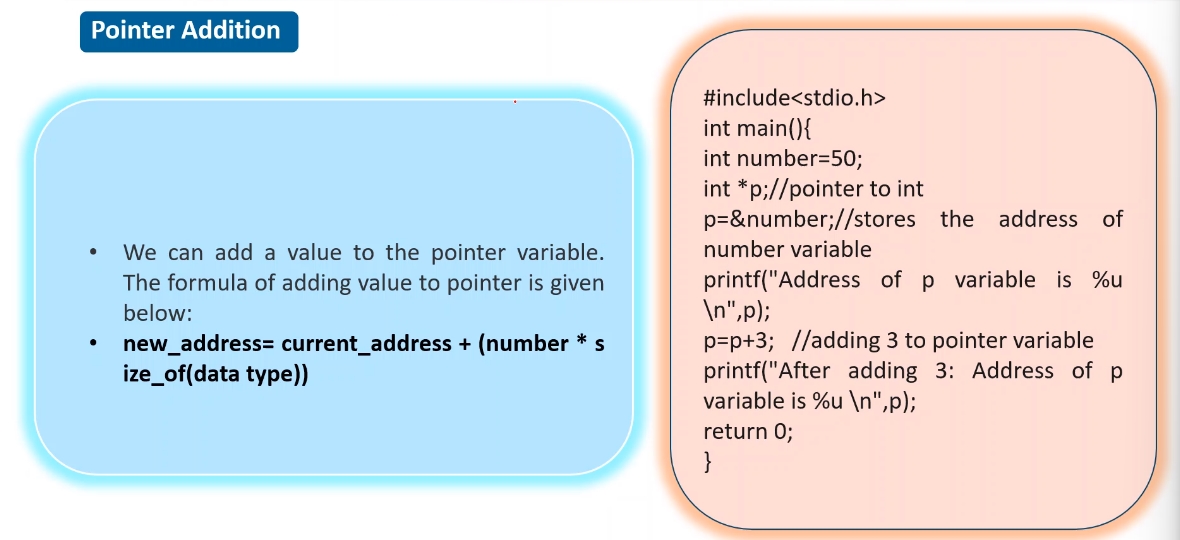 Pointer Addition
• We can add a value to the pointer variable.
The formula of adding value to pointer is given
below:
• new_address= current_address + (number * s
ize_of(data type))
#include<stdio.h>
int main(){
int number=50;
int *p;//pointer to int
p=&number;//stores the address of
number variable
printf("Address of p variable is %u
\n",p);
p=p+3; //adding 3 to pointer variable
printf("After adding 3: Address of p
variable is %u \n",p);
return 0;
}